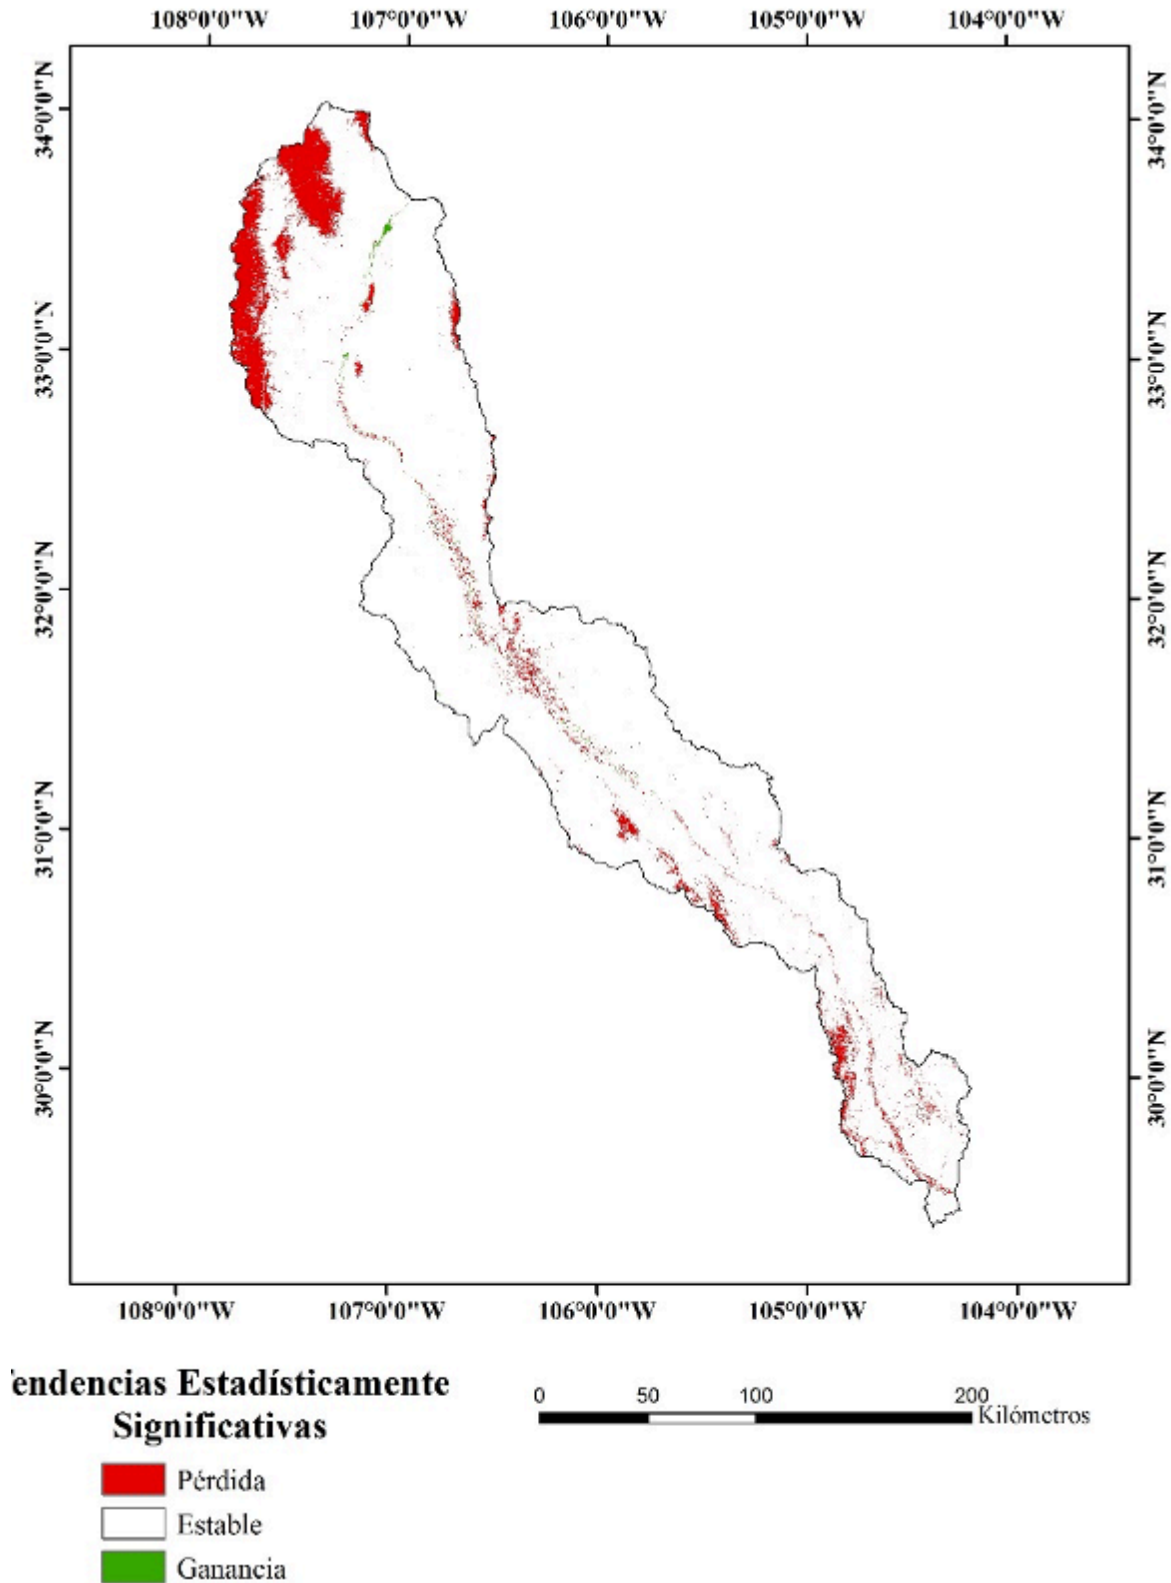 108°0'0"W 107°0'0"W 106°0'0"W 105°0'0"W 104°0'0"W
34°0'0"N 34°0'0"N
33°0'0"N 33°0'0"N
32°0'0"N 32°0'0"N
31°0'0"N 31°0'0"N
30°0'0"N 30°0'0"N
108°0'0"W 107°0'0"W 106°0'0"W 105°0'0"W 104°0'0"W
endencias Estadísticamente
Significativas
0 50 100 200
Kilómetros
Pérdida
Estable
Ganancia